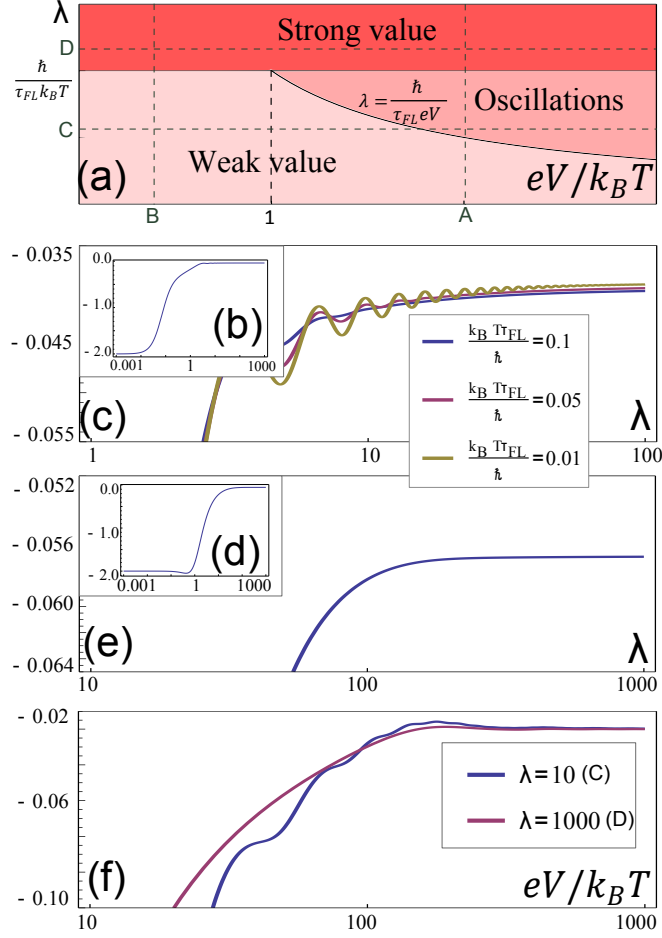 λ
D
Strong value
ħ
τ_FL k_B T
λ = ħ / τ_FL eV
Oscillations
C
(a)
Weak value
eV/k_B T
B
1
A
- 0.035
- 0.045
- 0.055
0.0
- 1.0
- 2.0
(b)
0.001
1
1000
(c)
k_B Tτ_FL / ħ = 0.1
k_B Tτ_FL / ħ = 0.05
k_B Tτ_FL / ħ = 0.01
λ
1
10
100
- 0.052
- 0.056
- 0.060
- 0.064
0.0
- 1.0
- 2.0
(d)
0.001
1
1000
(e)
λ
10
100
1000
- 0.02
- 0.06
- 0.10
λ=10 (C)
λ=1000 (D)
(f)
eV/k_B T
10
100
1000